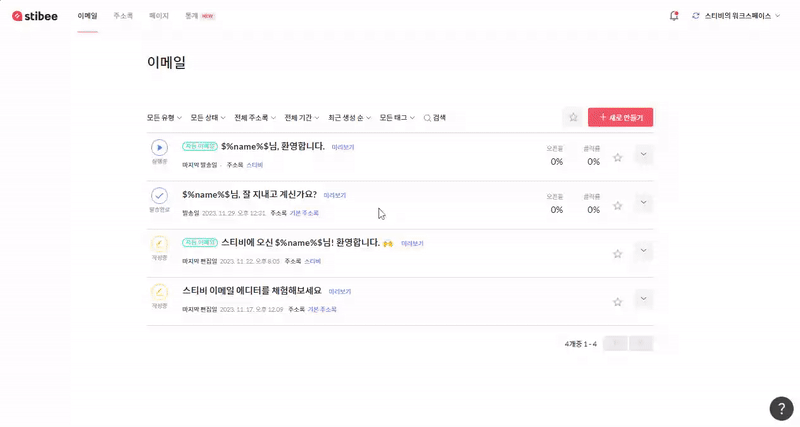 stibee 이메일 주소록 페이지 통계 NEW 스티비의 워크스페이스
이메일
모든 유형 모든 상태 전체 주소록 전체 기간 최근 생성 순 모든 태그 검색 + 새로 만들기
실행중 자동 이메일 $%name%$님, 환영합니다. 미리보기 오픈율 클릭률
마지막 발송일 - 주소록 스티비 0% 0%
발송완료 $%name%$님, 잘 지내고 계신가요? 미리보기 오픈율 클릭률
발송일 2023. 11. 29. 오후 12:21 주소록 기본 주소록 0% 0%
작성중 자동 이메일 스티비에 오신 $%name%$님! 환영합니다. 🙌 미리보기
마지막 편집일 2023. 11. 22. 오후 6:03 주소록 스티비
작성중 스티비 이메일 에디터를 체험해보세요 미리보기
마지막 편집일 2023. 11. 17. 오후 12:09 주소록 기본 주소록
4개중 1 - 4
?